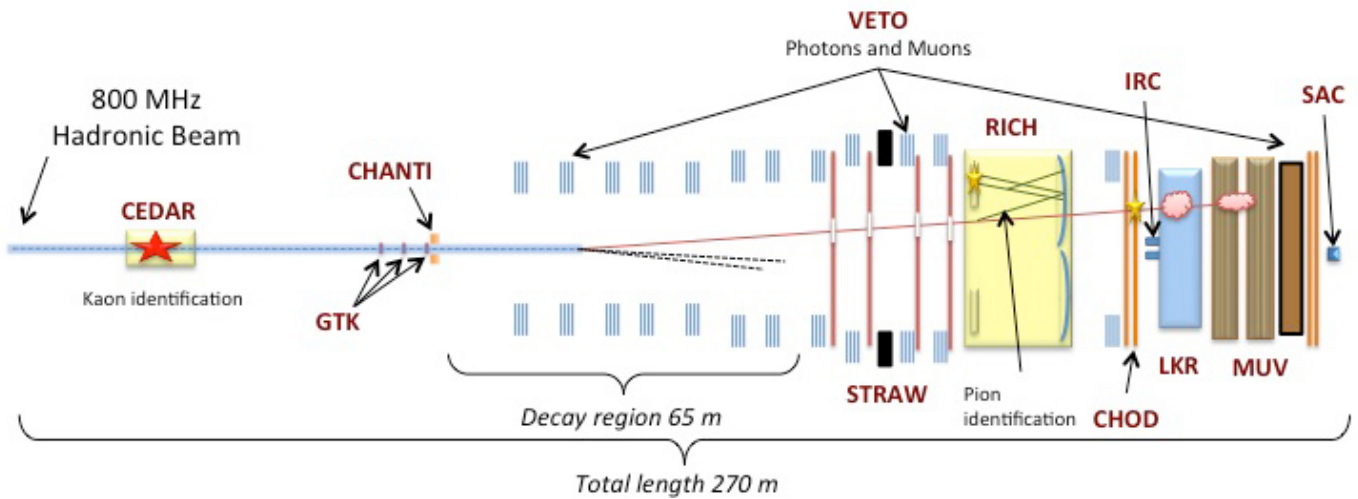 VETO
Photons and Muons
800 MHz
Hadronic Beam
IRC
SAC
RICH
CHANTI
CEDAR
Kaon identification
GTK
LKR
MUV
STRAW
Pion
identification
CHOD
Decay region 65 m
Total length 270 m